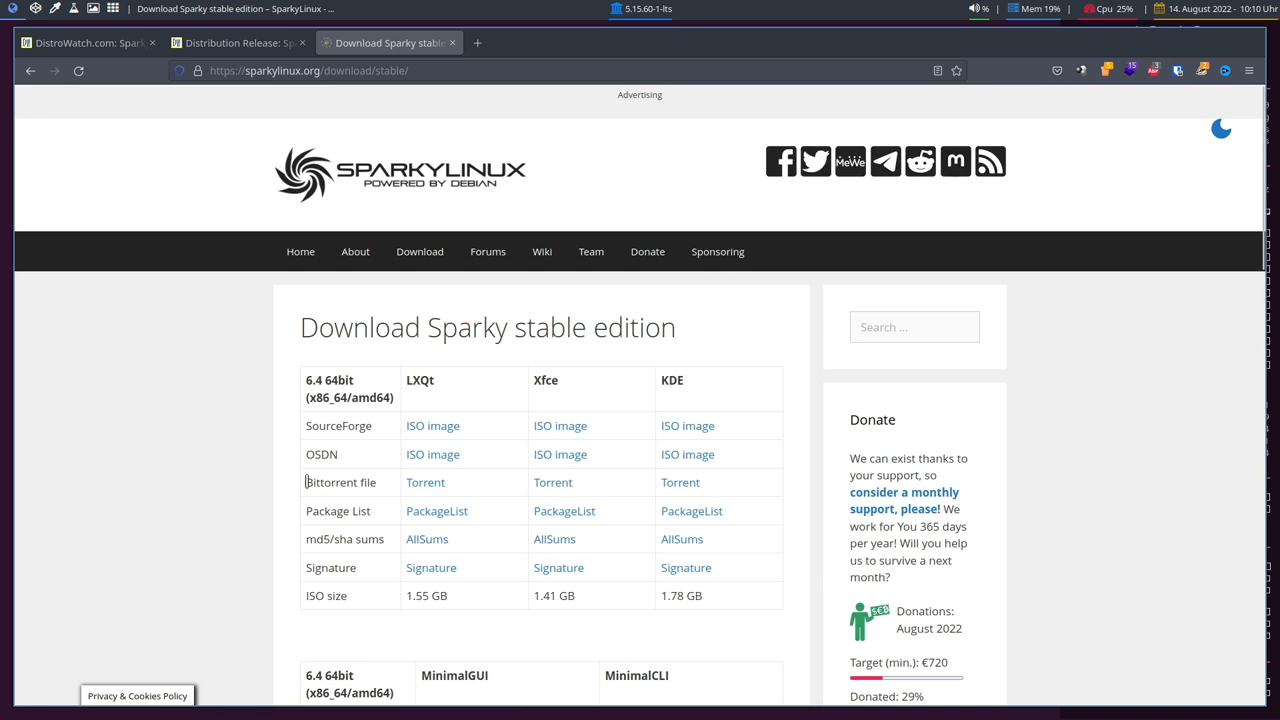 Download Sparky stable edition – SparkyLinux - ...
5.15.60-1-lts
%
Mem 19%
Cpu 25%
14. August 2022 - 10:10 Uhr
DistroWatch.com: Spark
Distribution Release: Sp
Download Sparky stable
https://sparkylinux.org/download/stable/
5
15
3
2
Advertising
SPARKYLINUX
POWERED BY DEBIAN
MeWe
Home
About
Download
Forums
Wiki
Team
Donate
Sponsoring
Download Sparky stable edition
6.4 64bit (x86_64/amd64) LXQt Xfce KDE
SourceForge ISO image ISO image ISO image
OSDN ISO image ISO image ISO image
Bittorrent file Torrent Torrent Torrent
Package List PackageList PackageList PackageList
md5/sha sums AllSums AllSums AllSums
Signature Signature Signature Signature
ISO size 1.55 GB 1.41 GB 1.78 GB
6.4 64bit (x86_64/amd64) MinimalGUI MinimalCLI
Search ...
Donate
We can exist thanks to
your support, so
consider a monthly
support, please! We
work for You 365 days
per year! Will you help
us to survive a next
month?
Donations:
August 2022
Target (min.): €720
Donated: 29%
Privacy & Cookies Policy